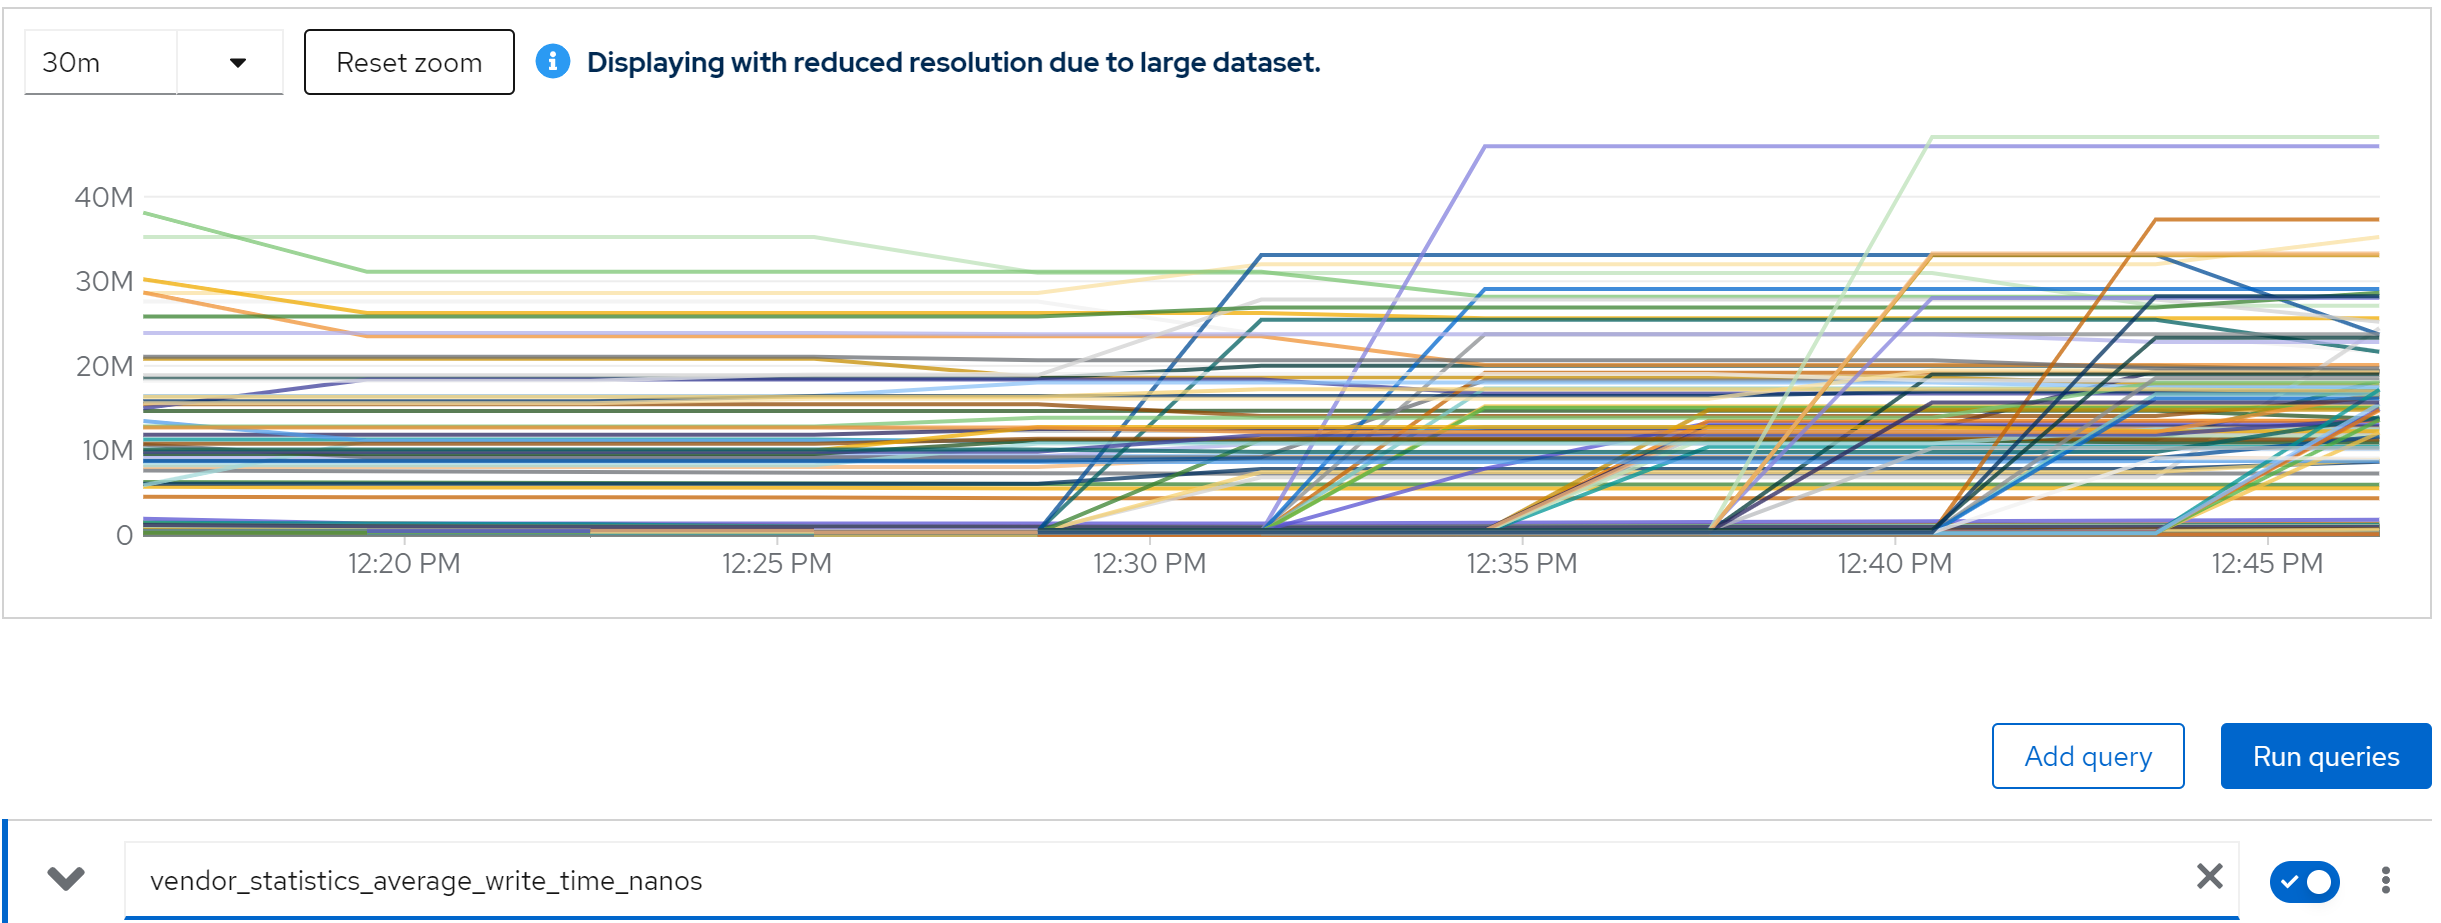 30m
Reset zoom
Displaying with reduced resolution due to large dataset.
40M
30M
20M
10M
0
12:20 PM 12:25 PM 12:30 PM 12:35 PM 12:40 PM 12:45 PM
Add query
Run queries
vendor_statistics_average_write_time_nanos